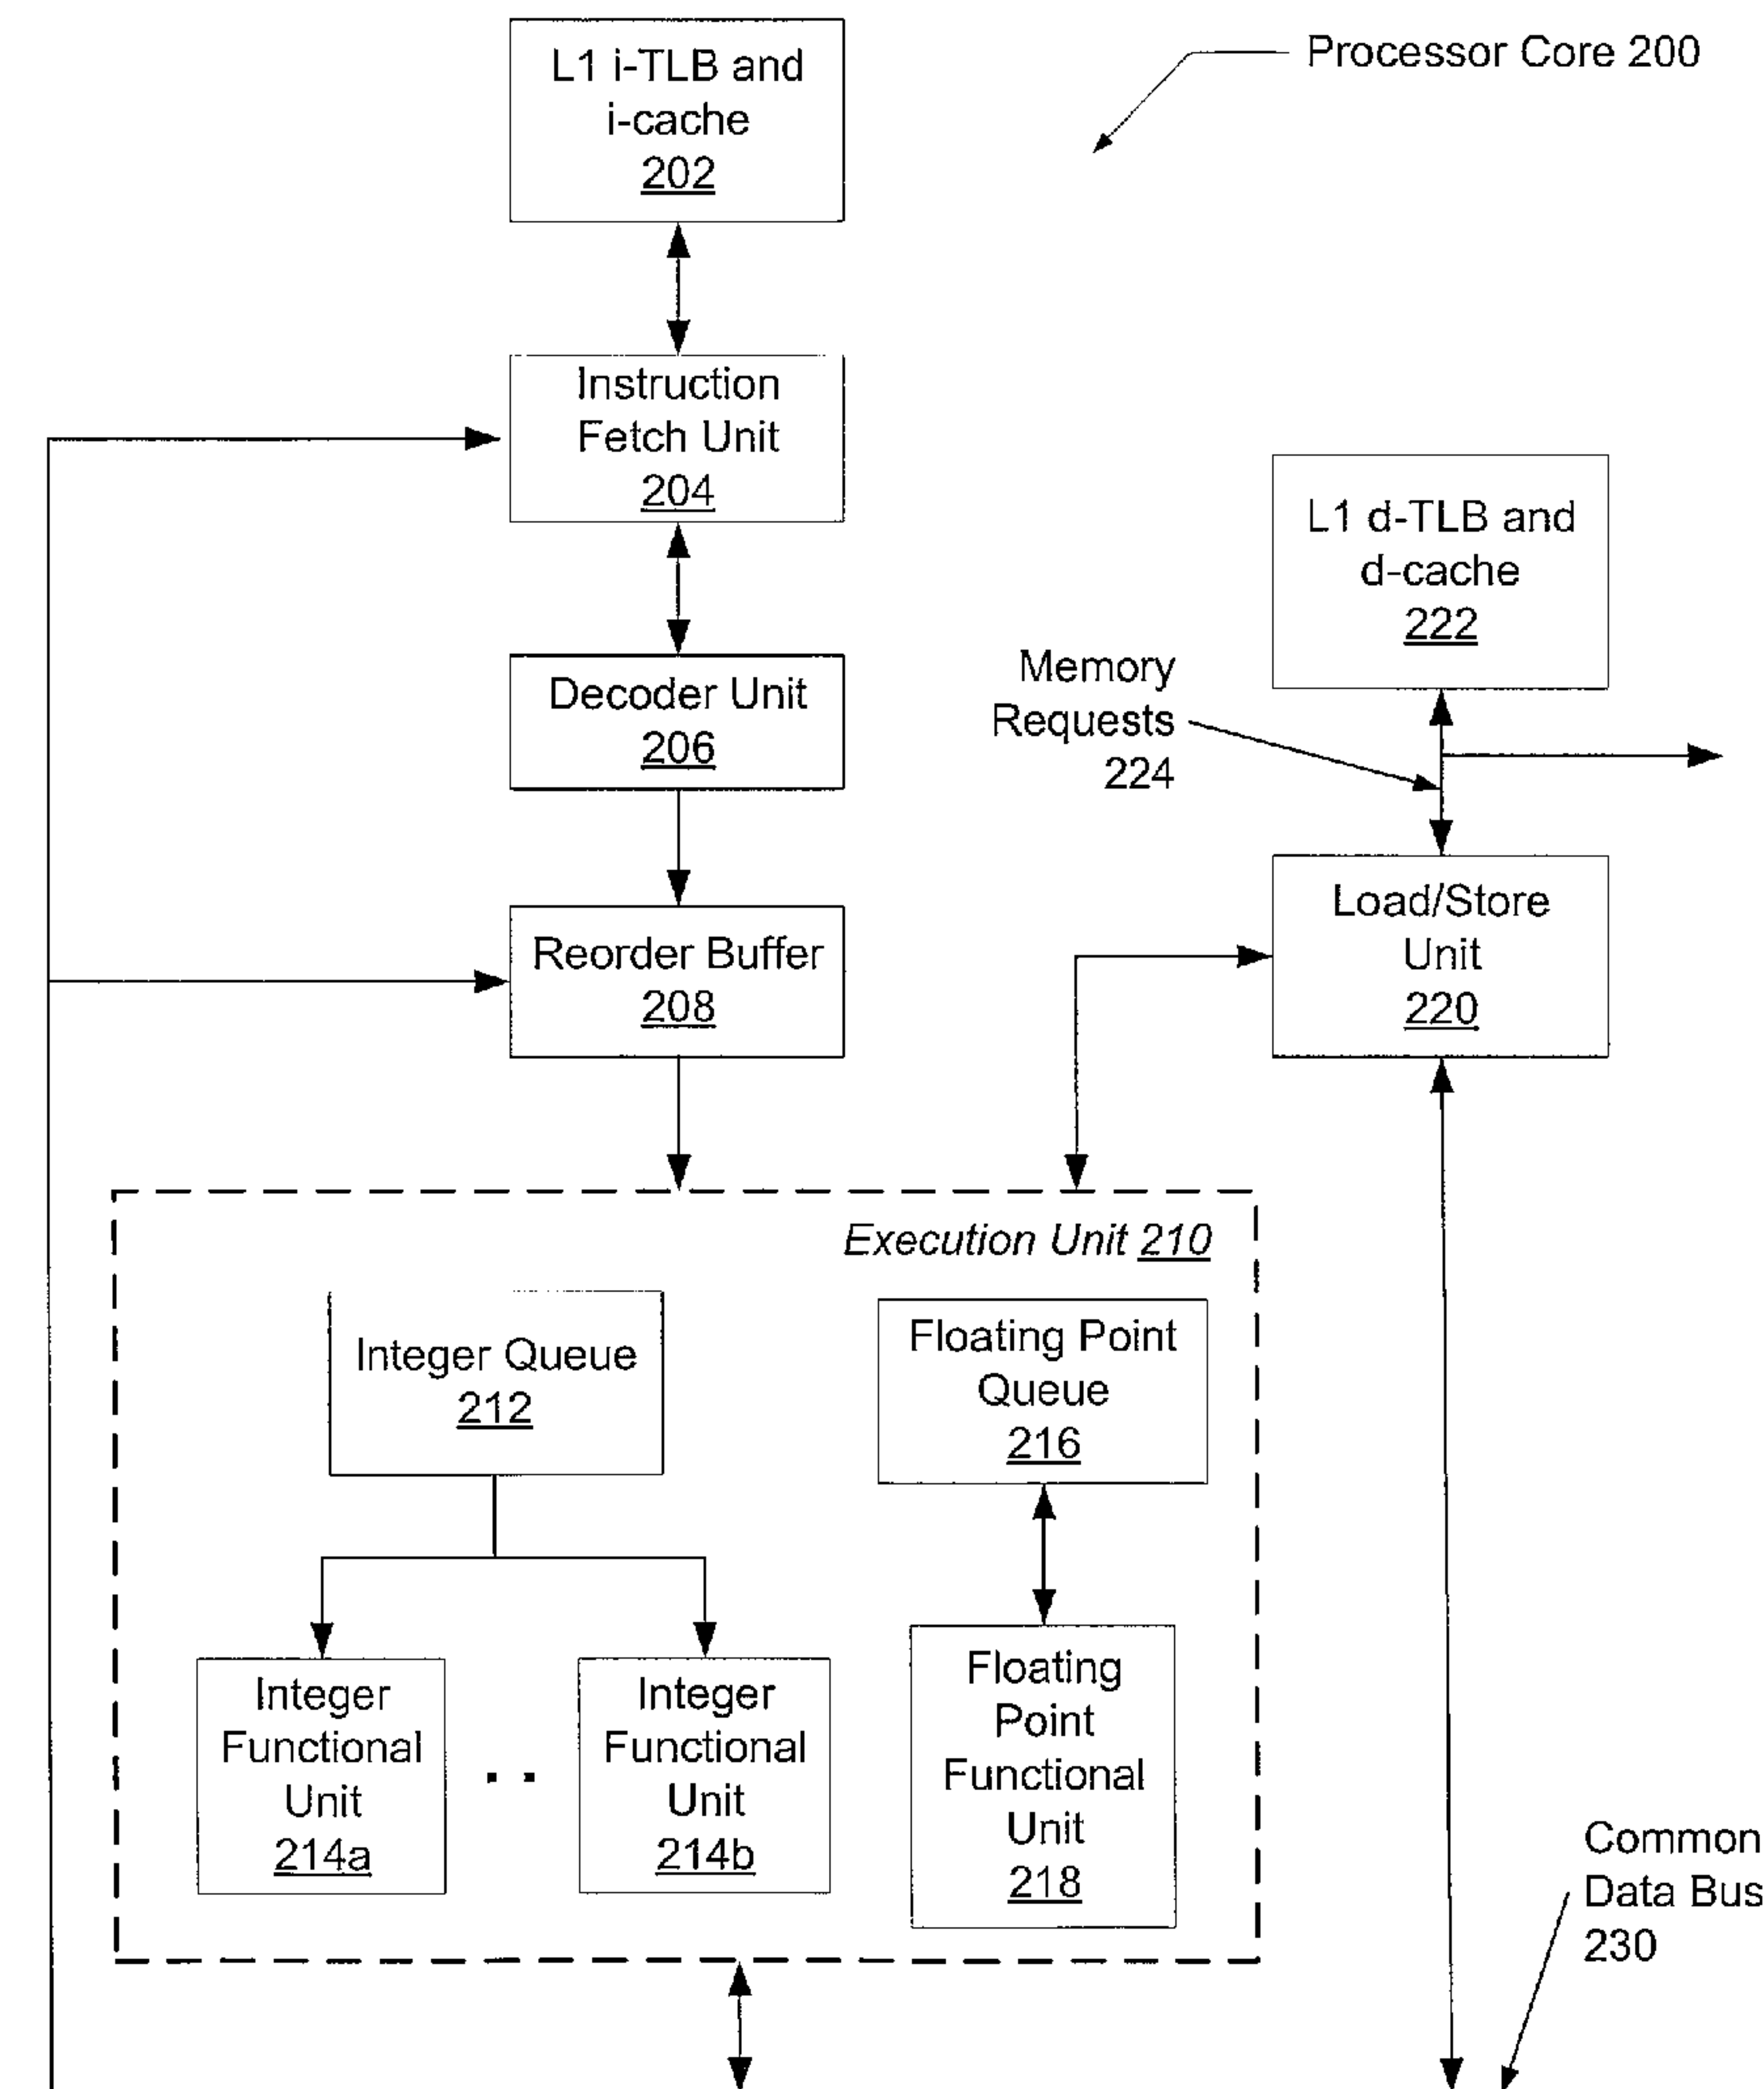 L1 i-TLB and
i-cache
202
Processor Core 200
Instruction
Fetch Unit
204
L1 d-TLB and
d-cache
222
Decoder Unit
206
Memory
Requests
224
Reorder Buffer
208
Load/Store
Unit
220
Execution Unit 210
Integer Queue
212
Floating Point
Queue
216
Integer
Functional
Unit
214a
Integer
Functional
Unit
214b
Floating
Point
Functional
Unit
218
Common
Data Bus
230